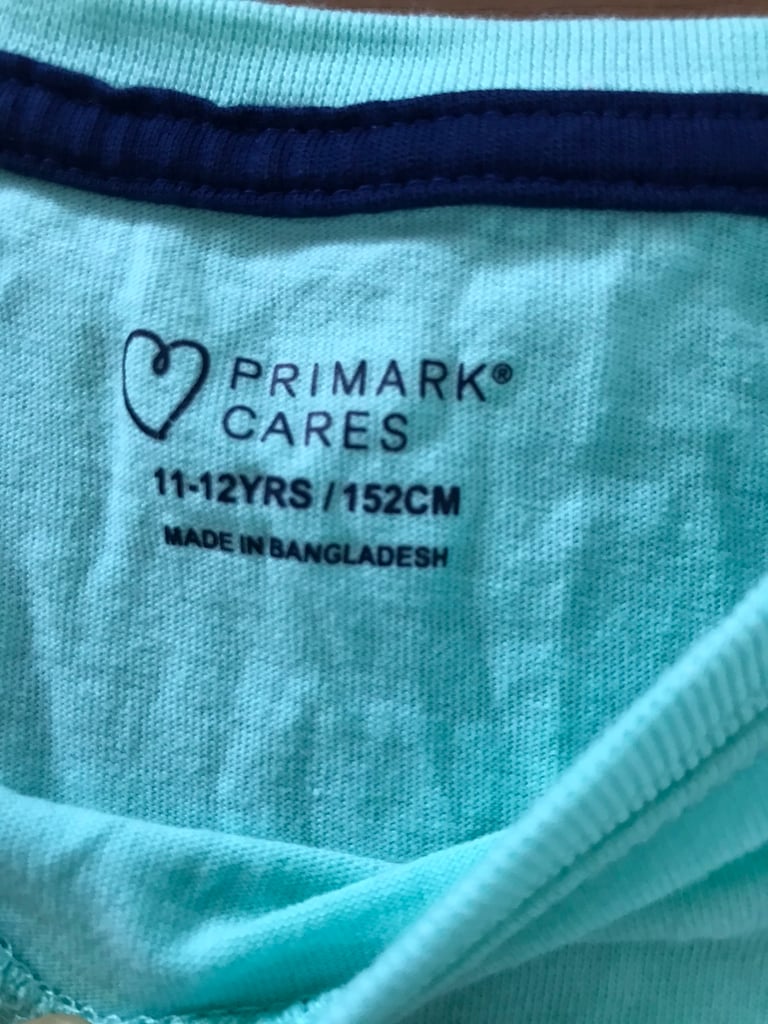 PRIMARK®
CARES
11-12YRS / 152CM
MADE IN BANGLADESH